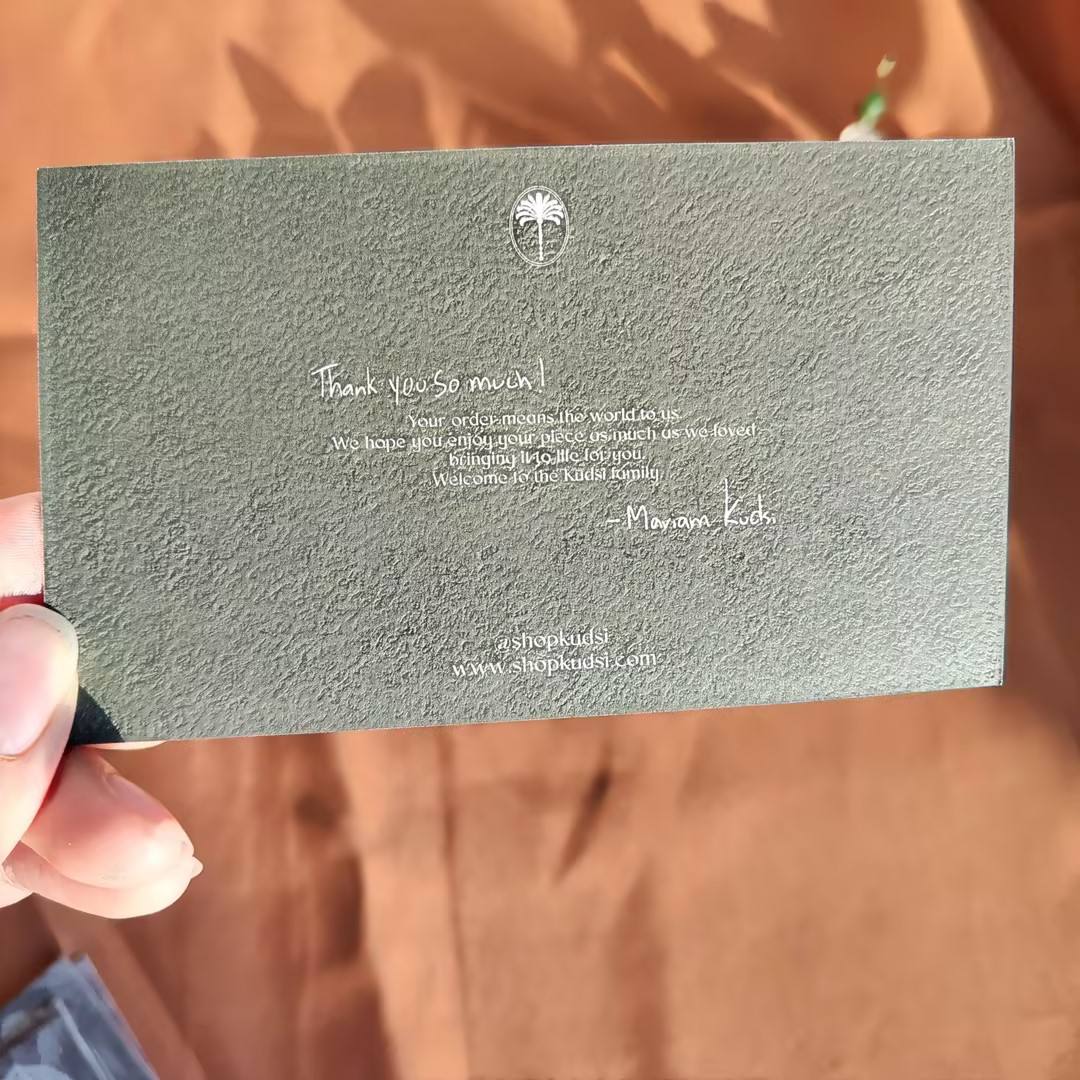 Thank you so much!
Your order means the world to us
We hope you enjoy your piece as much as we loved
bringing it to life for you.
Welcome to the Kudsi family.
- Mariam Kudsi
@shopkudsi
www.shopkudsi.com